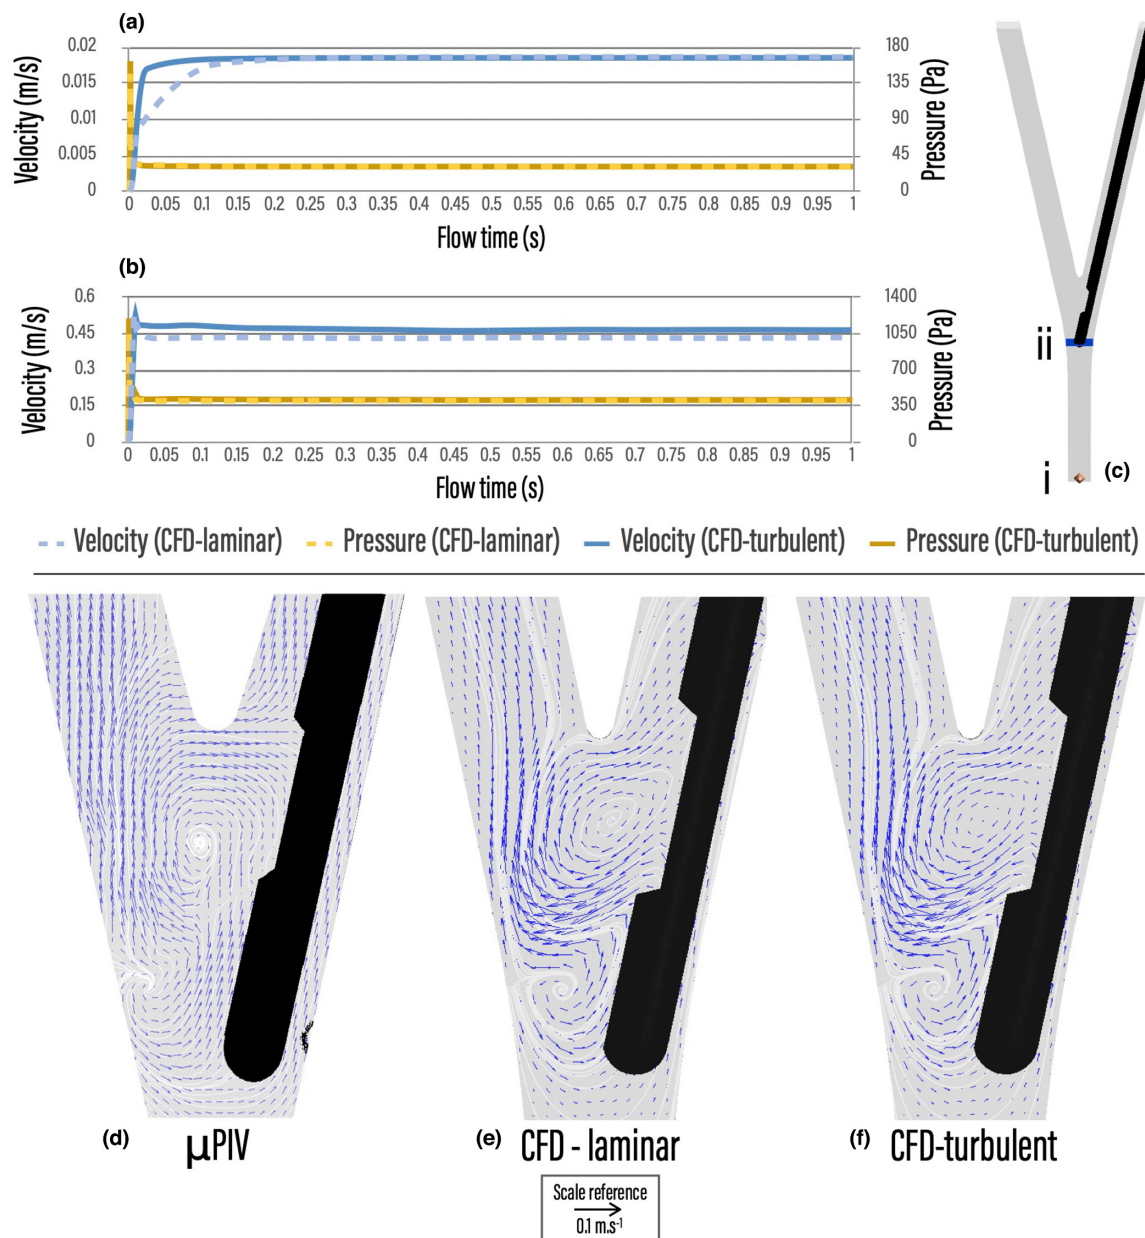 (a)
0.02
0.015
0.01
0.005
0
Velocity (m/s)
180
135
90
45
0
Pressure (Pa)
0 0.05 0.1 0.15 0.2 0.25 0.3 0.35 0.4 0.45 0.5 0.55 0.6 0.65 0.7 0.75 0.8 0.85 0.9 0.95 1
Flow time (s)
(b)
0.6
0.45
0.3
0.15
0
Velocity (m/s)
1400
1050
700
350
0
Pressure (Pa)
0 0.05 0.1 0.15 0.2 0.25 0.3 0.35 0.4 0.45 0.5 0.55 0.6 0.65 0.7 0.75 0.8 0.85 0.9 0.95 1
Flow time (s)
ii
i
(c)
Velocity (CFD-laminar) Pressure (CFD-laminar) Velocity (CFD-turbulent) Pressure (CFD-turbulent)
(d) µPIV
(e) CFD - laminar
(f) CFD-turbulent
Scale reference
0.1 m.s⁻¹